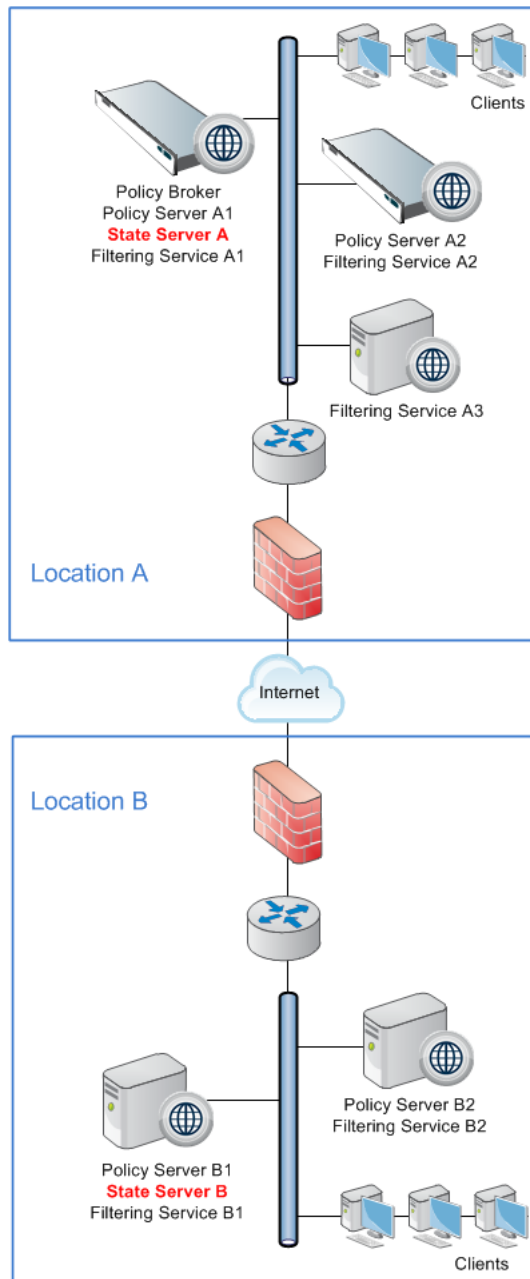 Clients
Policy Broker
Policy Server A1
State Server A
Filtering Service A1
Policy Server A2
Filtering Service A2
Filtering Service A3
Location A
Internet
Location B
Policy Server B2
Filtering Service B2
Policy Server B1
State Server B
Filtering Service B1
Clients